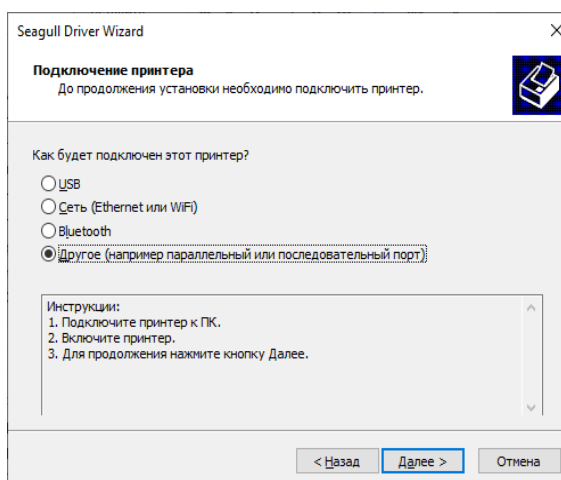 Seagull Driver Wizard
Подключение принтера
До продолжения установки необходимо подключить принтер.
Как будет подключен этот принтер?
USB
Сеть (Ethernet или WiFi)
Bluetooth
Другое (например параллельный или последовательный порт)
Инструкции:
1. Подключите принтер к ПК.
2. Включите принтер.
3. Для продолжения нажмите кнопку Далее.
< Назад Далее > Отмена